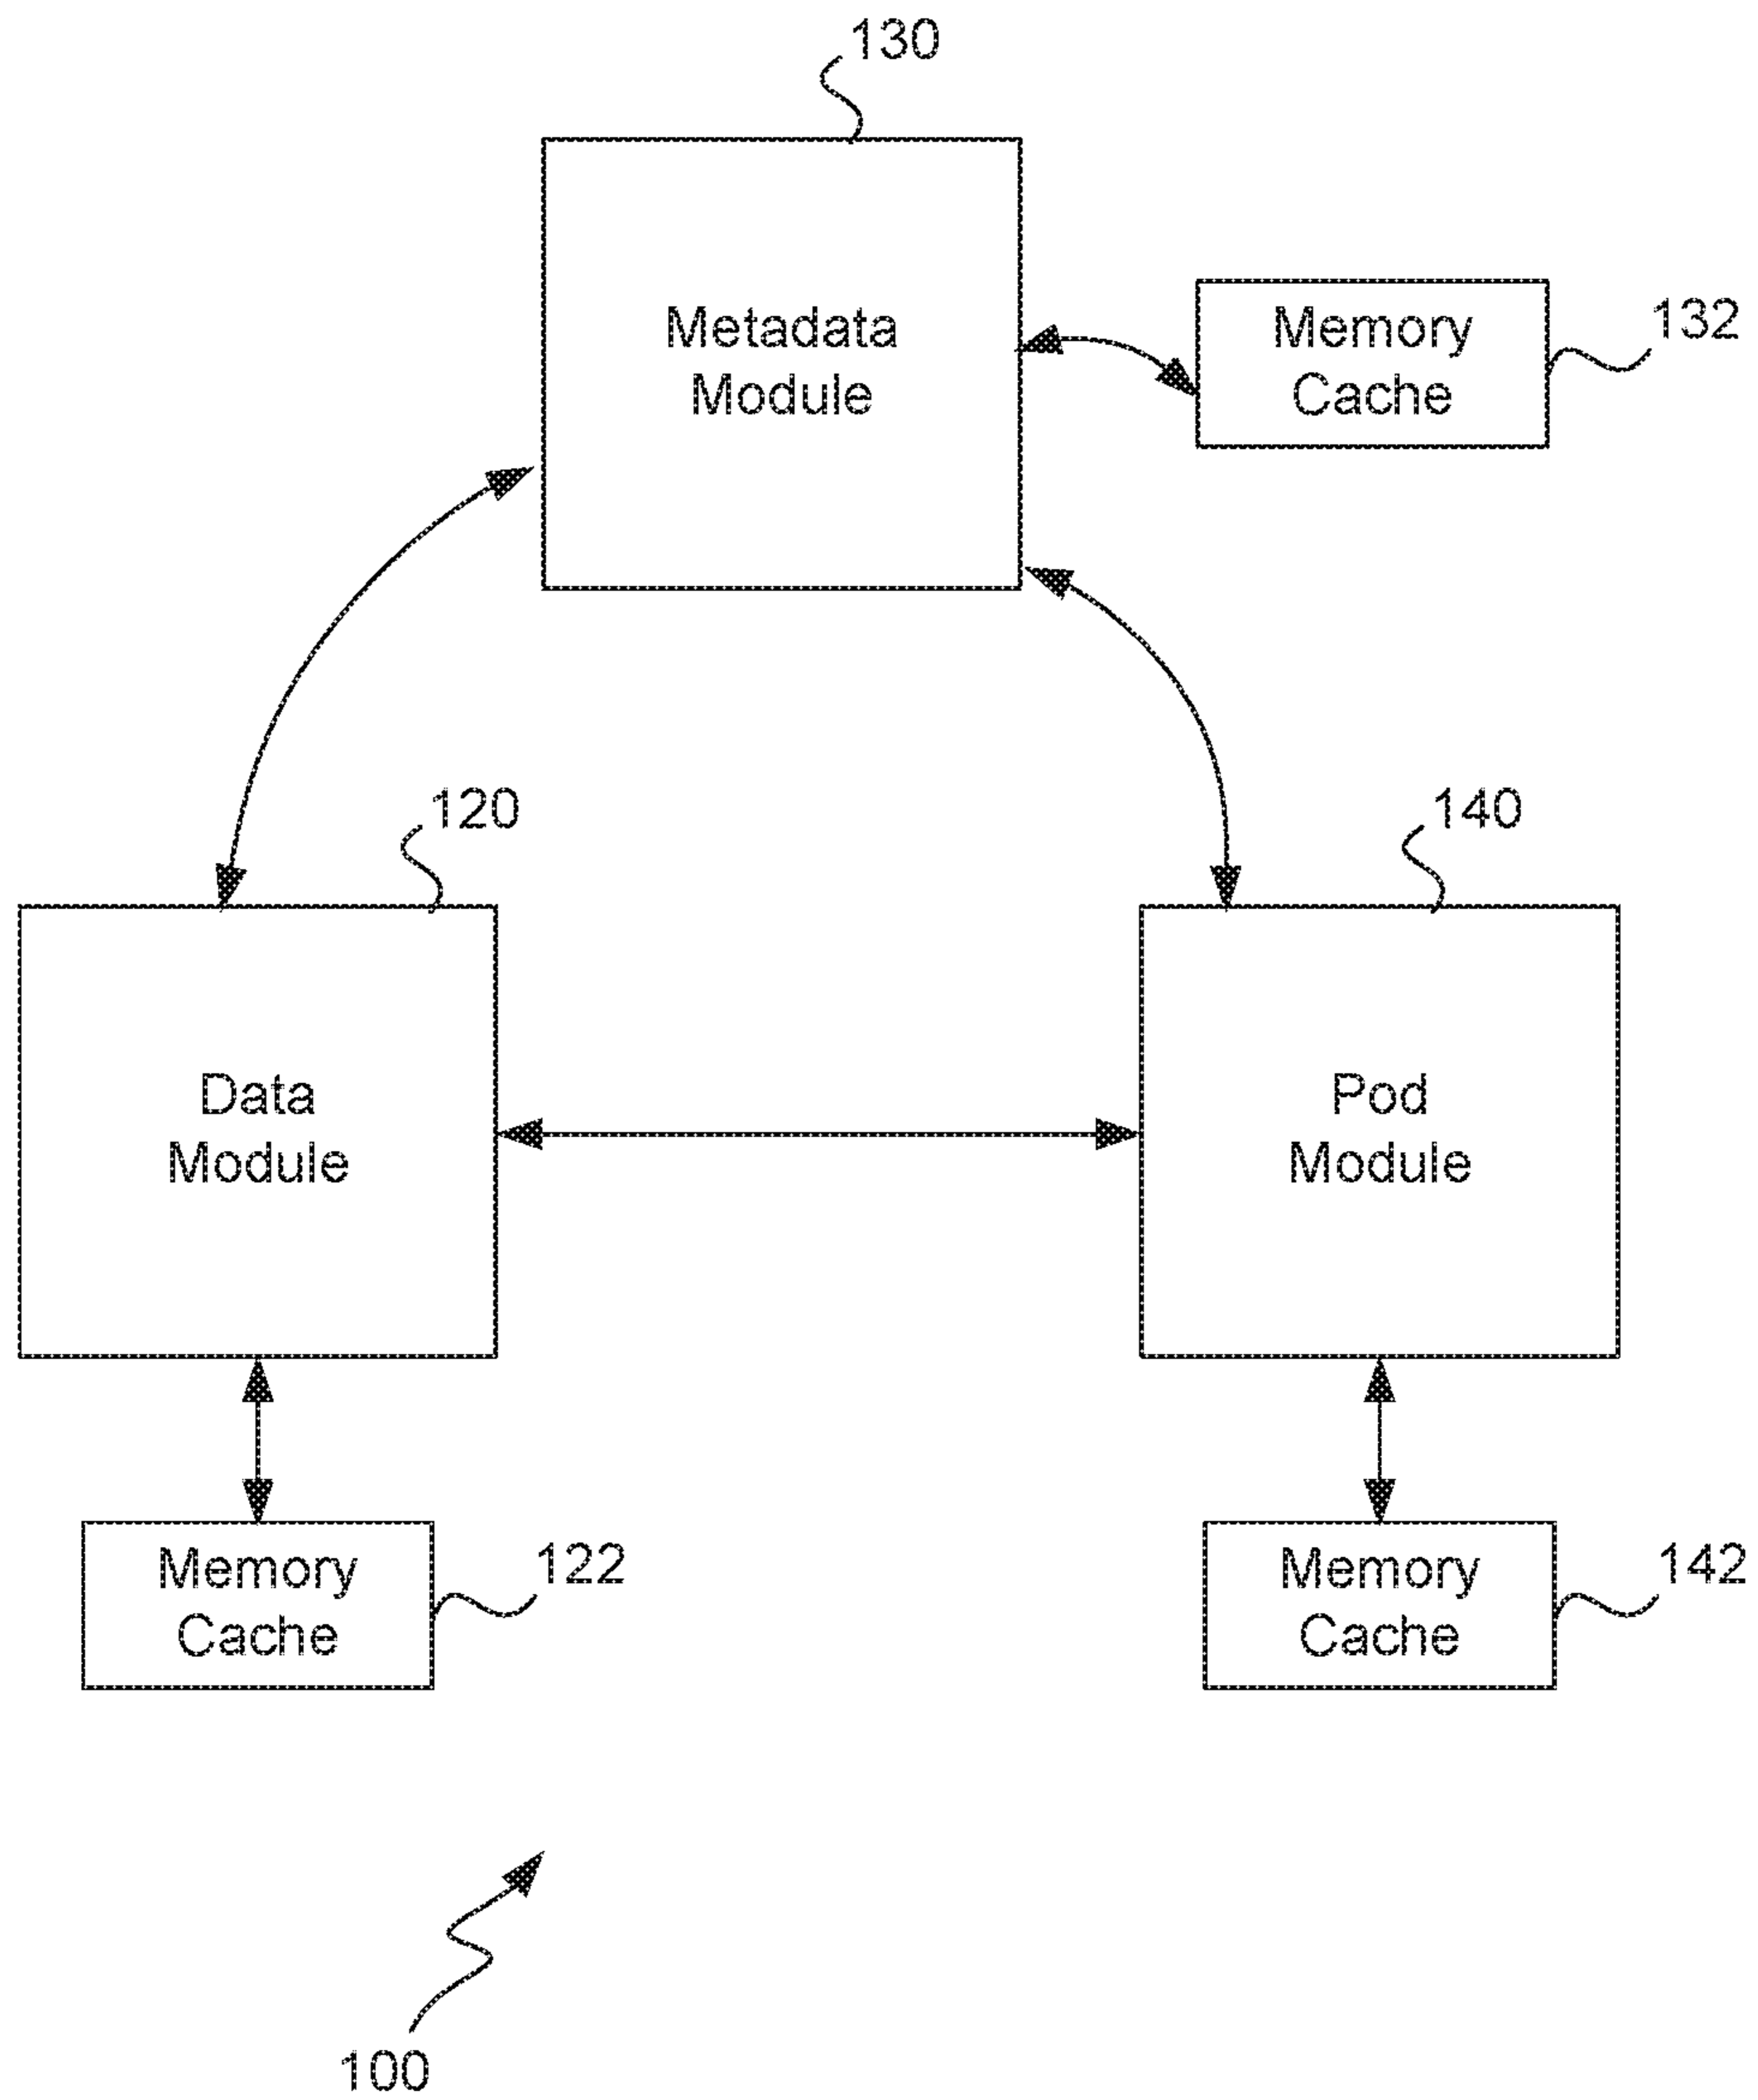 130
Metadata
Module
Memory
Cache
132
120
140
Data
Module
Pod
Module
Memory
Cache
122
Memory
Cache
142
100